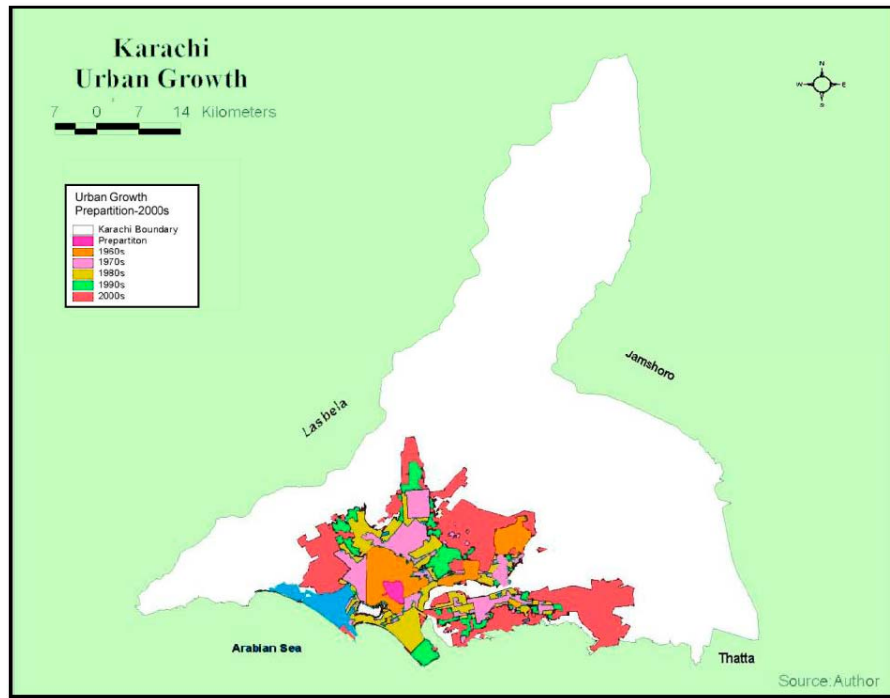 Karachi
Urban Growth
7 0 7 14 Kilometers
N
W E
S
Urban Growth
Prepartition-2000s
Karachi Boundary
Prepartiton
1960s
1970s
1980s
1990s
2000s
Lasbela
Jamshoro
Arabian Sea
Thatta
Source:Author